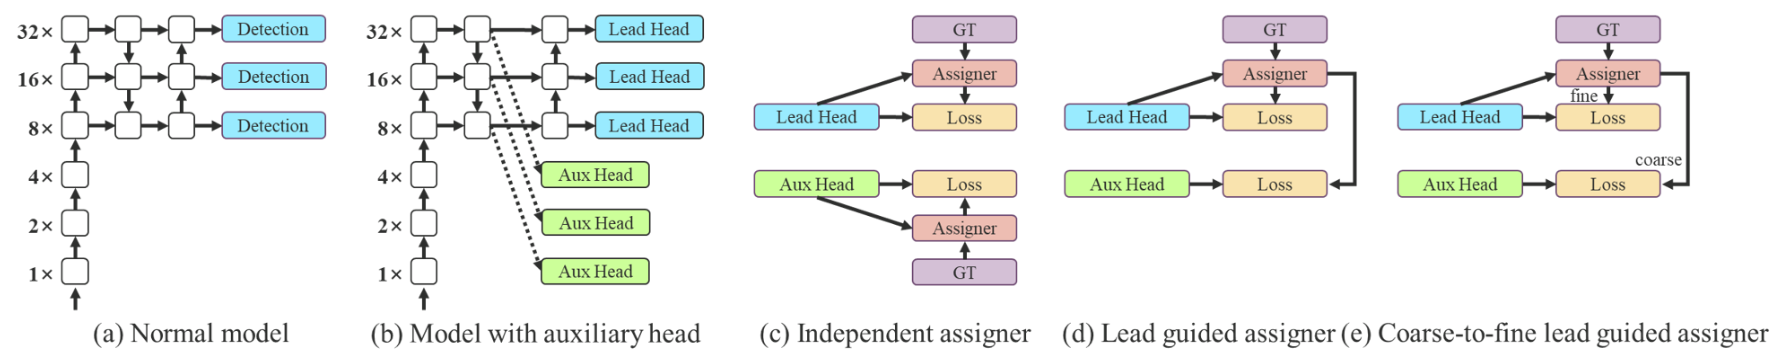 32×
Detection
16×
Detection
8×
Detection
4×
2×
1×
(a) Normal model
32×
Lead Head
16×
Lead Head
8×
Lead Head
4×
Aux Head
2×
Aux Head
1×
Aux Head
(b) Model with auxiliary head
GT
Assigner
Lead Head
Loss
Aux Head
Loss
Assigner
GT
(c) Independent assigner
GT
Assigner
Lead Head
Loss
Aux Head
Loss
(d) Lead guided assigner
GT
Assigner
fine
Lead Head
Loss
coarse
Aux Head
Loss
(e) Coarse-to-fine lead guided assigner